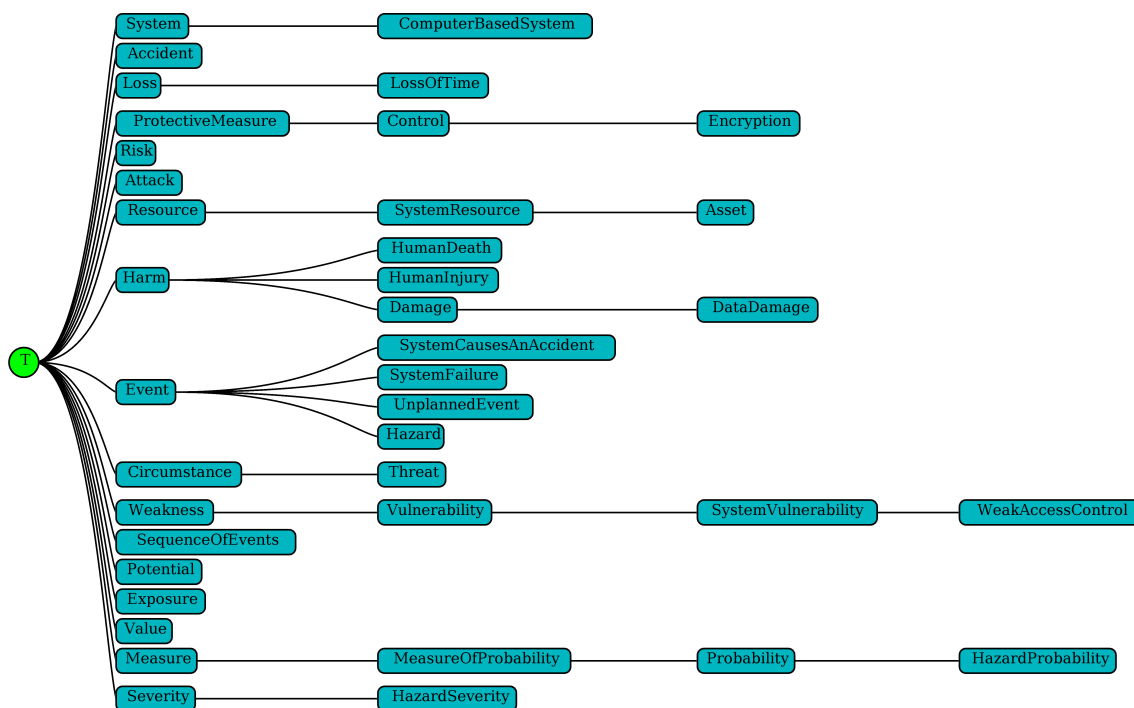 System ComputerBasedSystem
Accident
Loss LossOfTime
ProtectiveMeasure Control Encryption
Risk
Attack
Resource SystemResource Asset
HumanDeath
Harm HumanInjury
Damage DataDamage
SystemCausesAnAccident
T
SystemFailure
Event
UnplannedEvent
Hazard
Circumstance Threat
Weakness Vulnerability SystemVulnerability WeakAccessControl
SequenceOfEvents
Potential
Exposure
Value
Measure MeasureOfProbability Probability HazardProbability
Severity HazardSeverity